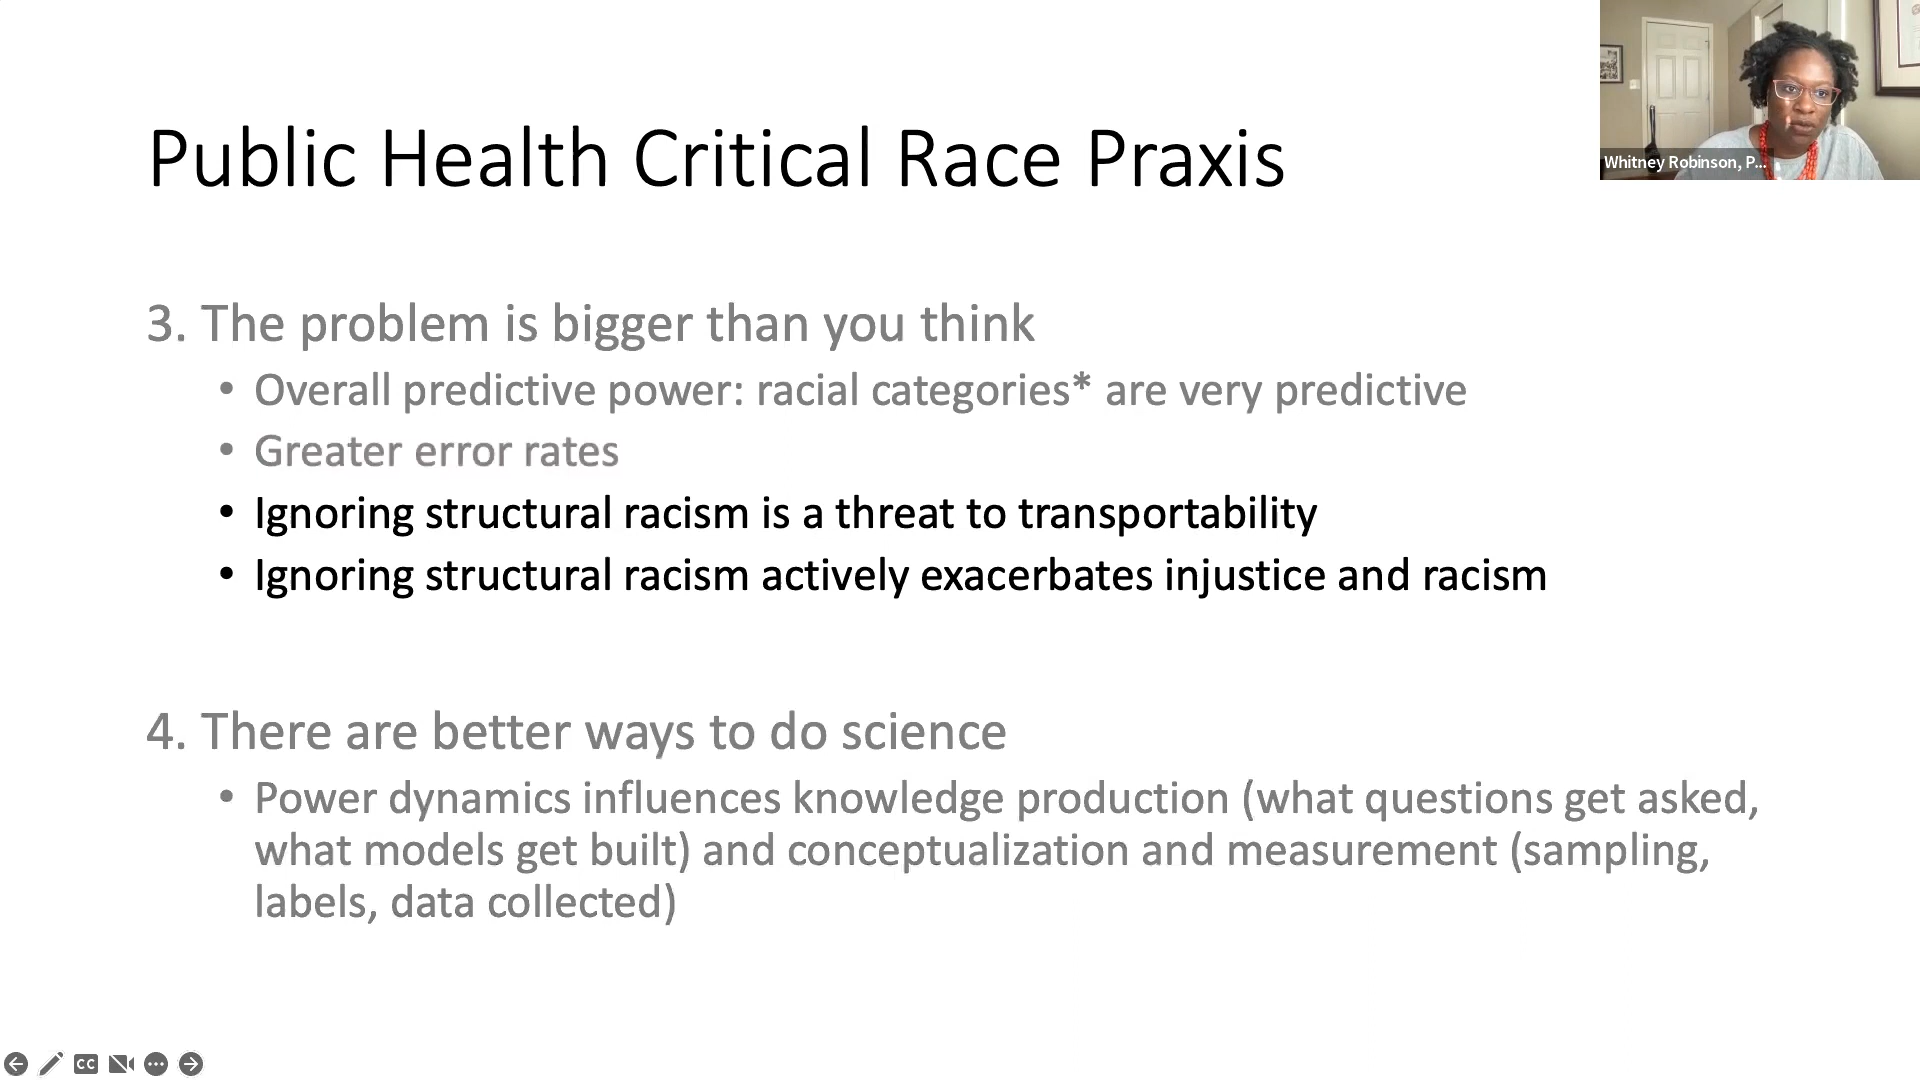 Public Health Critical Race Praxis
Whitney Robinson, P...
3. The problem is bigger than you think
• Overall predictive power: racial categories* are very predictive
• Greater error rates
• Ignoring structural racism is a threat to transportability
• Ignoring structural racism actively exacerbates injustice and racism
4. There are better ways to do science
• Power dynamics influences knowledge production (what questions get asked,
what models get built) and conceptualization and measurement (sampling,
labels, data collected)
CC